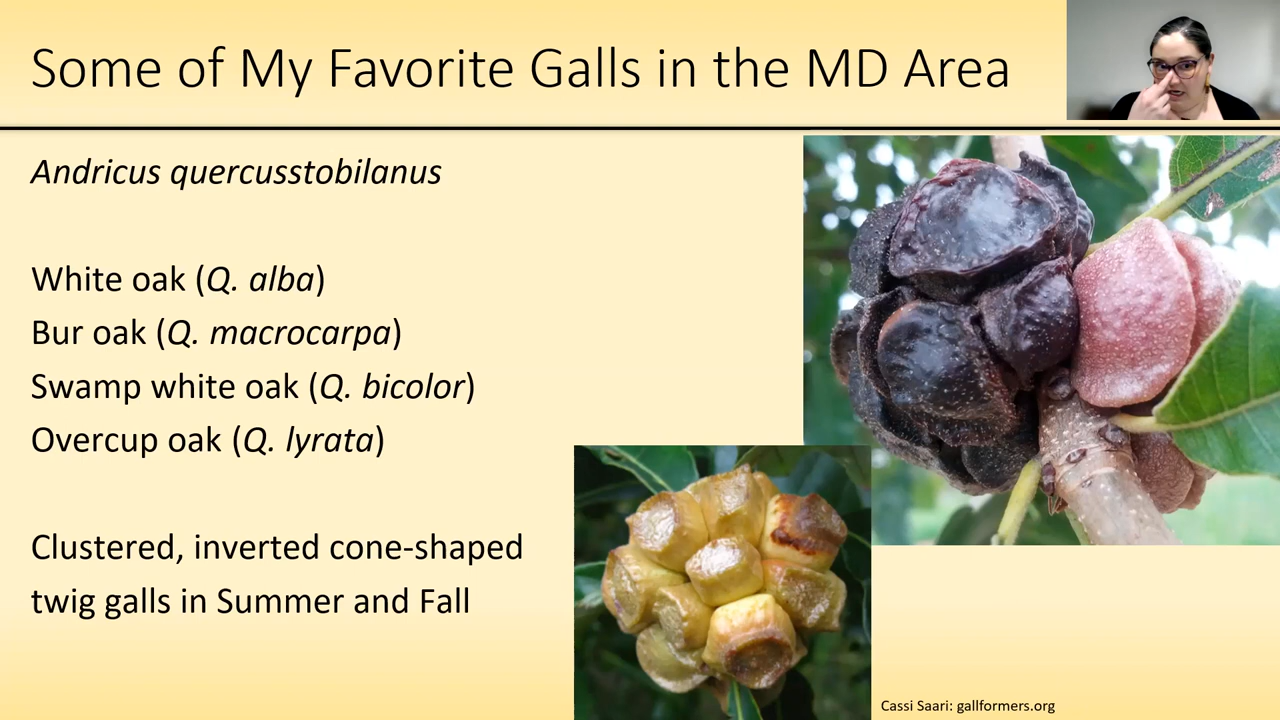 Some of My Favorite Galls in the MD Area
Andricus quercusstobilanus
White oak (Q. alba)
Bur oak (Q. macrocarpa)
Swamp white oak (Q. bicolor)
Overcup oak (Q. lyrata)
Clustered, inverted cone-shaped
twig galls in Summer and Fall
Cassi Saari: gallformers.org